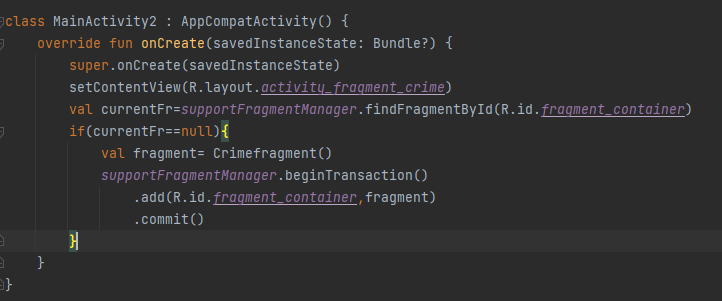 class MainActivity2 : AppCompatActivity() {
override fun onCreate(savedInstanceState: Bundle?) {
super.onCreate(savedInstanceState)
setContentView(R.layout.activity_fragment_crime)
val currentFr=supportFragmentManager.findFragmentById(R.id.fragment_container)
if(currentFr==null){
val fragment= Crimefragment()
supportFragmentManager.beginTransaction()
.add(R.id.fragment_container,fragment)
.commit()
}
}
}